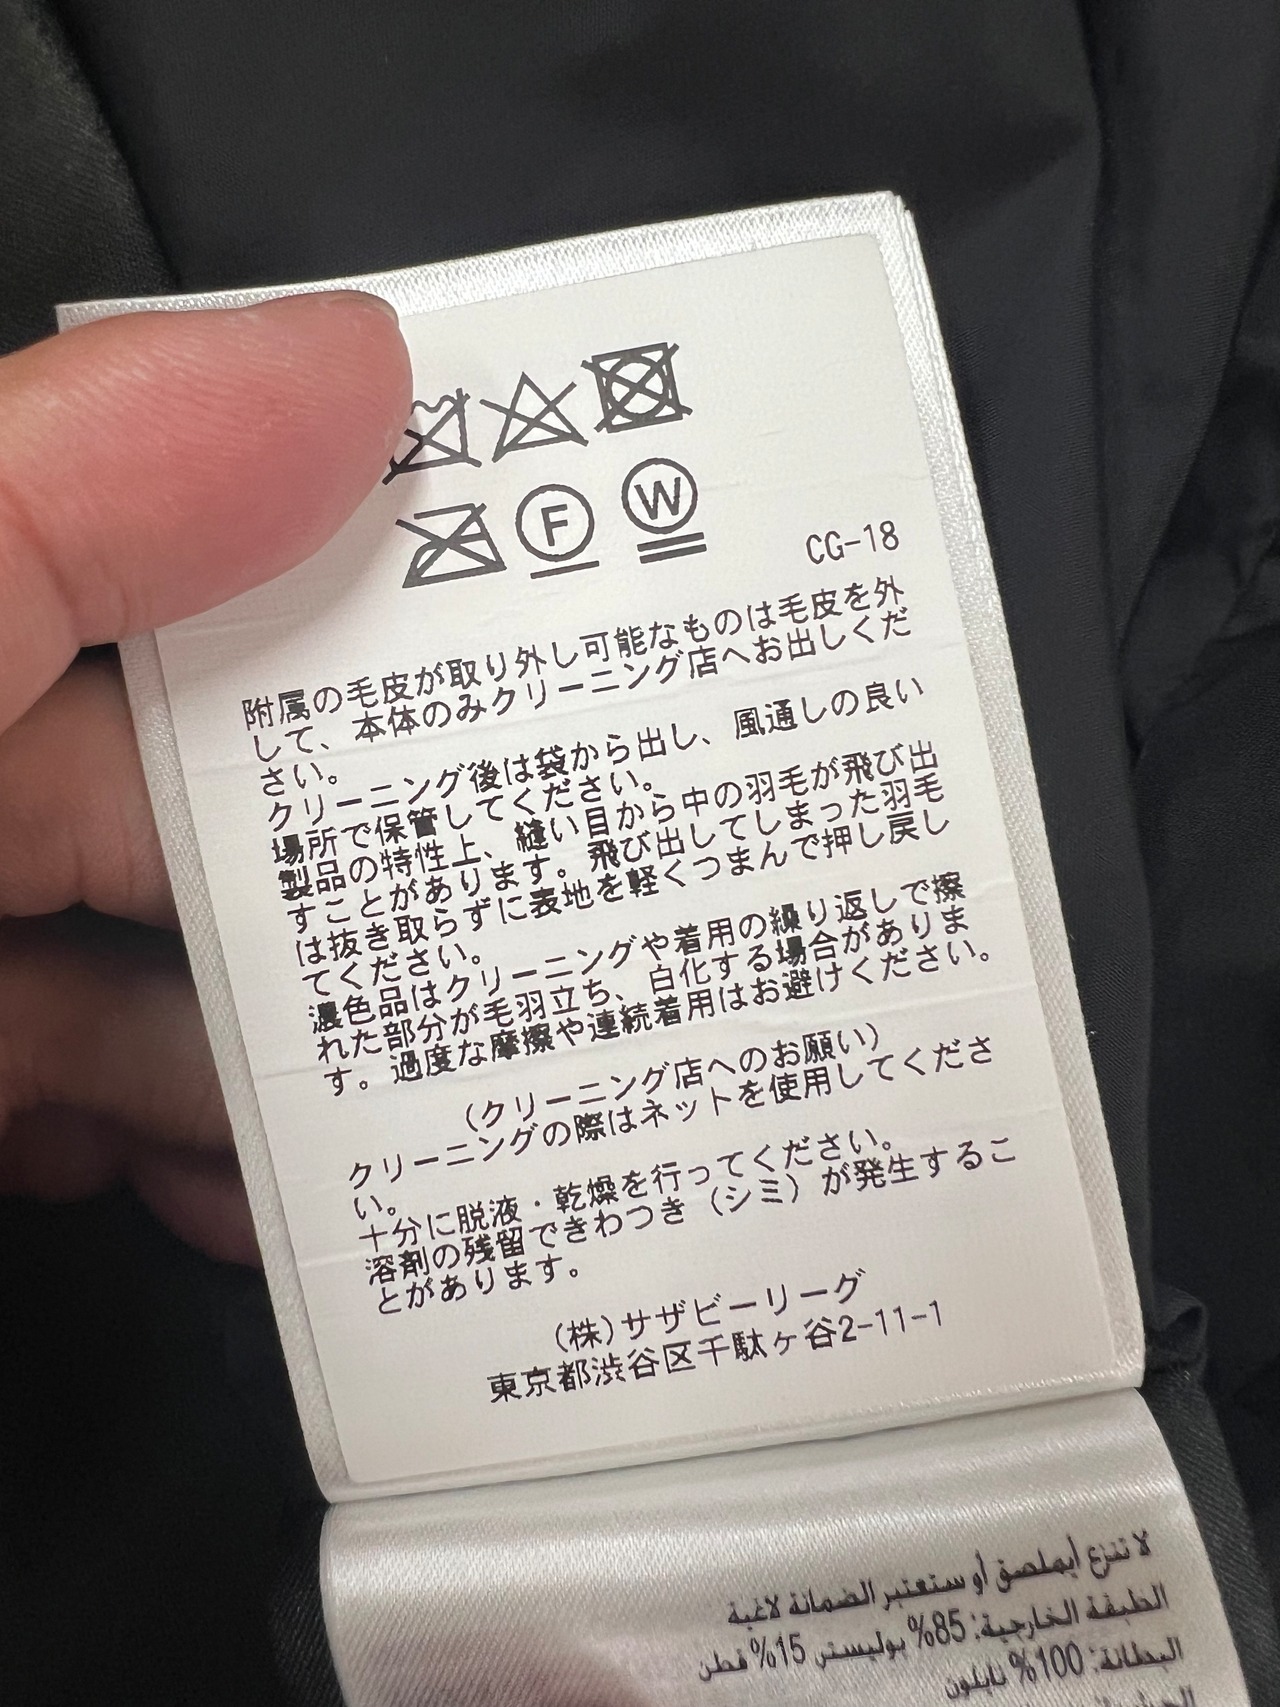 F W
CG-18
附属の毛皮が取り外し可能なものは毛皮を外
して、本体のみクリーニング店へお出しくだ
さい。
クリーニング後は袋から出し、風通しの良い
場所で保管してください。
製品の特性上、縫い目から中の羽毛が飛び出
すことがあります。飛び出してしまった羽毛
は抜き取らずに表地を軽くつまんで押し戻し
てください。
濃色品はクリーニングや着用の繰り返しで擦
れた部分が毛羽立ち、白化する場合がありま
す。過度な摩擦や連続着用はお避けください。
(クリーニング店へのお願い)
クリーニングの際はネットを使用してくださ
い。
十分に脱液・乾燥を行ってください。
溶剤の残留できわつき(シミ)が発生するこ
とがあります。
(株)サザビーリーグ
東京都渋谷区千駄ヶ谷2-11-1
لا تنزع أيملصق أو ستعتبر الضمانة لاغية
الطبقة الخارجية: 85% بوليستر 15% قطن
البطانة: 100% نايلون